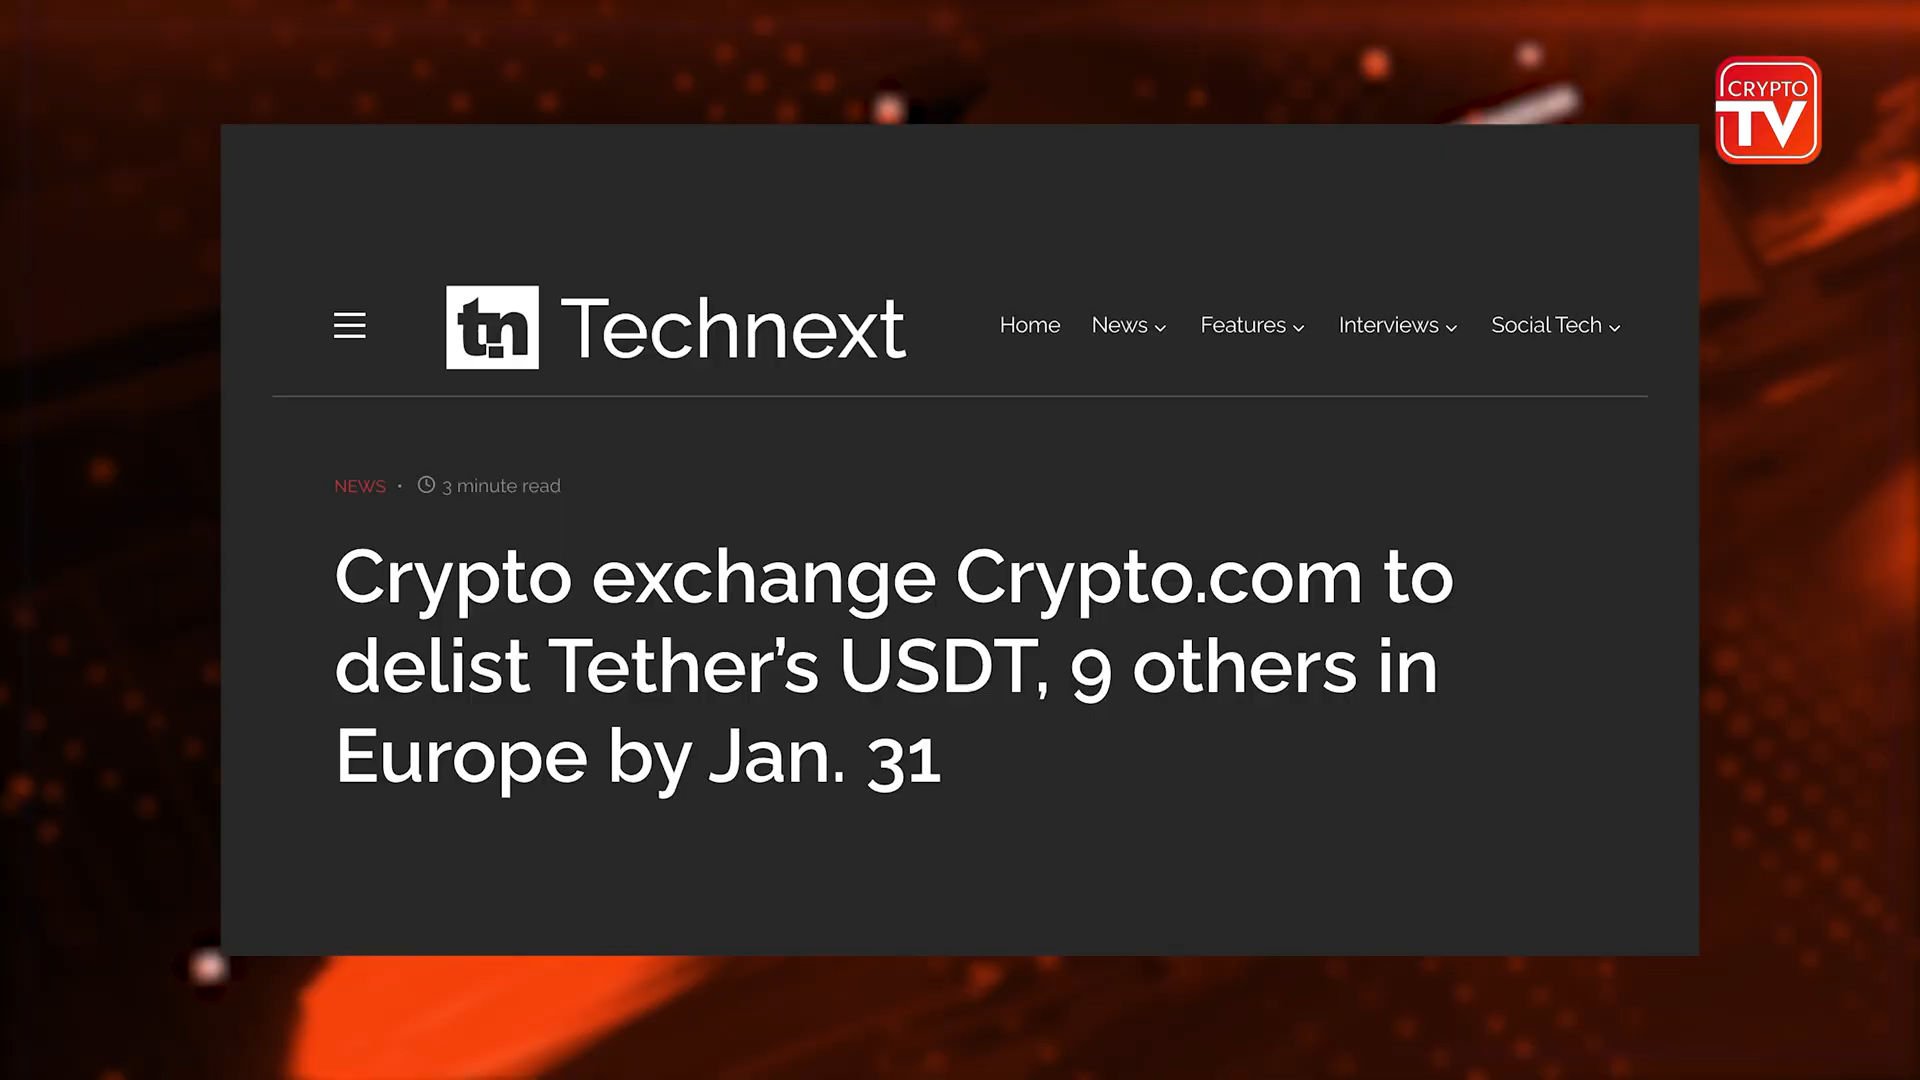 CRYPTO
TV
tn Technext
Home News Features Interviews Social Tech
NEWS · 3 minute read
Crypto exchange Crypto.com to
delist Tether’s USDT, 9 others in
Europe by Jan. 31